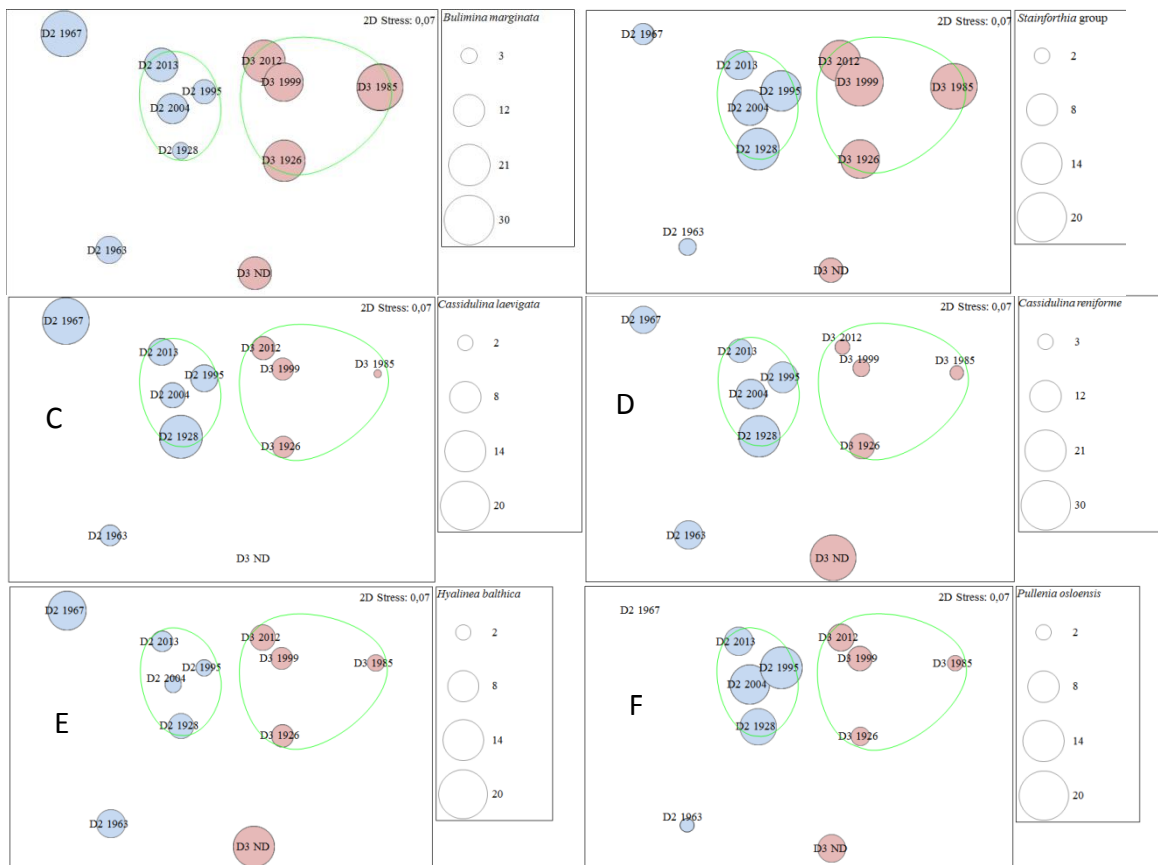 2D Stress: 0,07
D2 1967
D2 2013
D2 1995
D2 2004
D2 1928
D3 2012
D3 1999
D3 1985
D3 1926
D2 1963
D3 ND
Bulimina marginata
3
12
21
30
2D Stress: 0,07
D2 1967
D2 2013
D2 1995
D2 2004
D2 1928
D3 2012
D3 1999
D3 1985
D3 1926
D2 1963
D3 ND
Stainforthia group
2
8
14
20
C
2D Stress: 0,07
D2 1967
D2 2013
D2 1995
D2 2004
D2 1928
D3 2012
D3 1999
D3 1985
D3 1926
D2 1963
D3 ND
Cassidulina laevigata
2
8
14
20
D
2D Stress: 0,07
D2 1967
D2 2013
D2 1995
D2 2004
D2 1928
D3 2012
D3 1999
D3 1985
D3 1926
D2 1963
D3 ND
Cassidulina reniforme
3
12
21
30
E
2D Stress: 0,07
D2 1967
D2 2013
D2 1995
D2 2004
D2 1928
D3 2012
D3 1999
D3 1985
D3 1926
D2 1963
D3 ND
Hyalinea balthica
2
8
14
20
F
2D Stress: 0,07
D2 1967
D2 2013
D2 1995
D2 2004
D2 1928
D3 2012
D3 1999
D3 1985
D3 1926
D2 1963
D3 ND
Pullenia osloensis
2
8
14
20